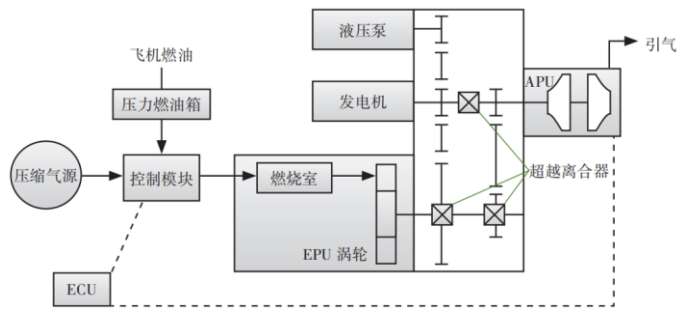 液压泵
引气
飞机燃油
APU
压力燃油箱
发电机
压缩气源
控制模块
燃烧室
超越离合器
EPU 涡轮
ECU